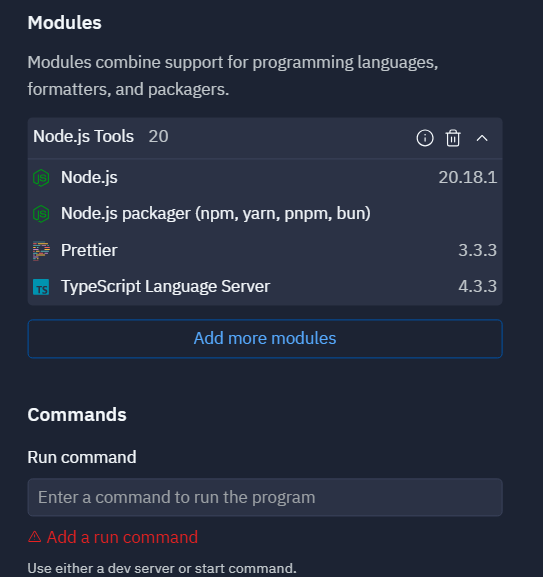 Modules
Modules combine support for programming languages,
formatters, and packagers.
Node.js Tools 20
Node.js 20.18.1
Node.js packager (npm, yarn, pnpm, bun)
Prettier 3.3.3
TS TypeScript Language Server 4.3.3
Add more modules
Commands
Run command
Enter a command to run the program
Add a run command
Use either a dev server or start command.